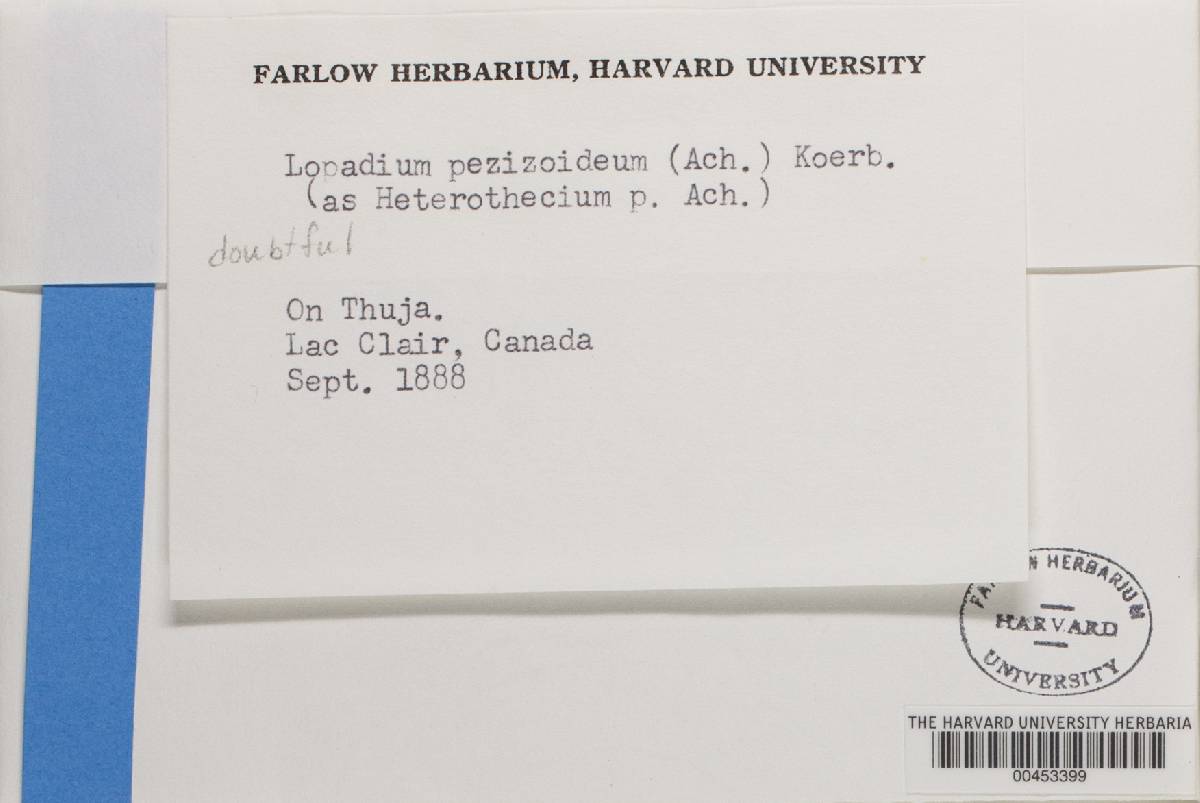 FARLOW HERBARIUM, HARVARD UNIVERSITY
Lopadium pezizoideum (Ach.) Koerb.
(as Heterothecium p. Ach.)
doubtful
On Thuja.
Lac Clair, Canada
Sept. 1888
HERBARIUM
HARVARD
UNIVERSITY
THE HARVARD UNIVERSITY HERBARIA
00453399